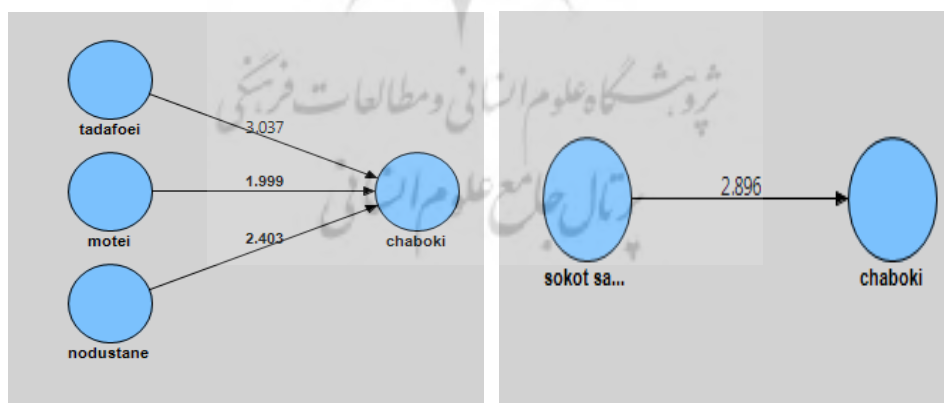 tadafoei
3.037
motei
1.999
chaboki
nodustane
2.403
sokot sa...
2.896
chaboki
پژوهشگاه علوم انسانی و مطالعات فرهنگی
پرتال جامع علوم انسانی